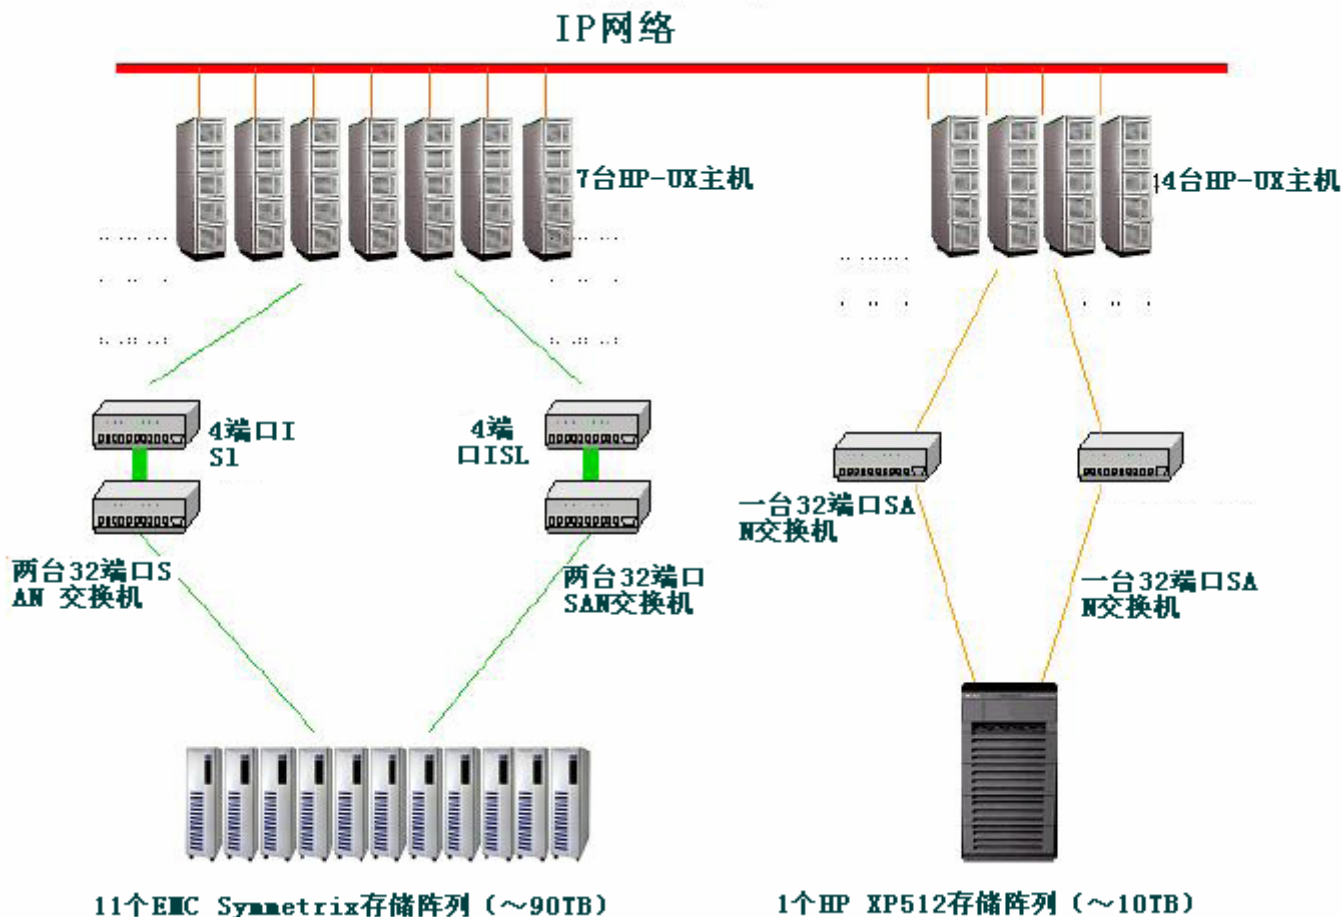 IP网络
7台HP-UX主机
4台HP-UX主机
4端口I
Sl
4端
口ISL
一台32端口SA
N交换机
两台32端口S
AN 交换机
两台32端口
SAN交换机
一台32端口SA
N交换机
11个EMC Symmetrix存储阵列（～90TB）
1个HP XP512存储阵列（～10TB）